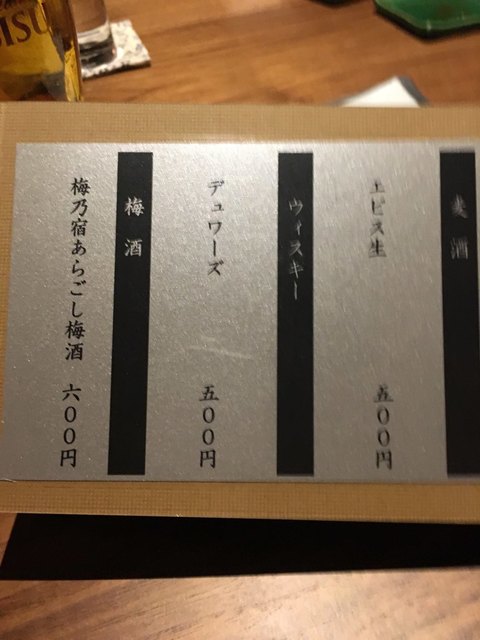 麦酒
ヱビス生 五〇〇円
ウィスキー
デュワーズ 五〇〇円
梅酒
梅乃宿あらごし梅酒 六〇〇円